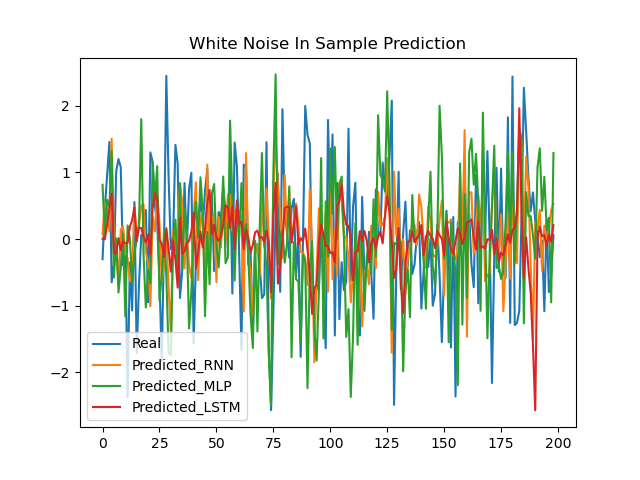 White Noise In Sample Prediction
2
1
0
−1
−2
Real
Predicted_RNN
Predicted_MLP
Predicted_LSTM
0 25 50 75 100 125 150 175 200